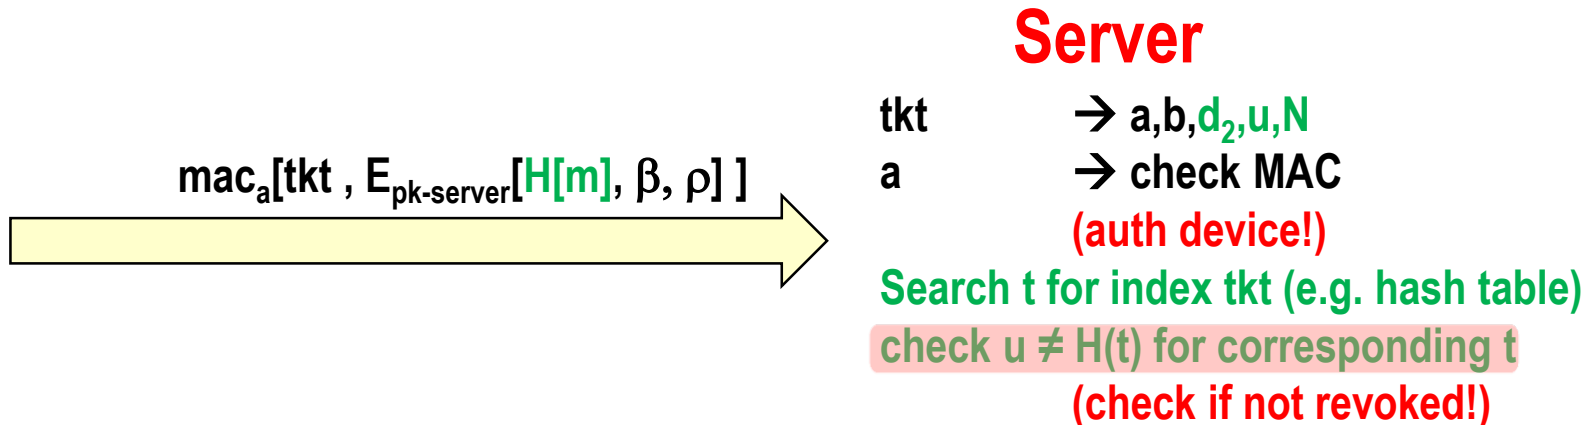 Server
tkt → a,b,d₂,u,N
mac_a[tkt , E_pk-server[H[m], β, ρ] ]
a → check MAC
(auth device!)
Search t for index tkt (e.g. hash table)
check u ≠ H(t) for corresponding t
(check if not revoked!)